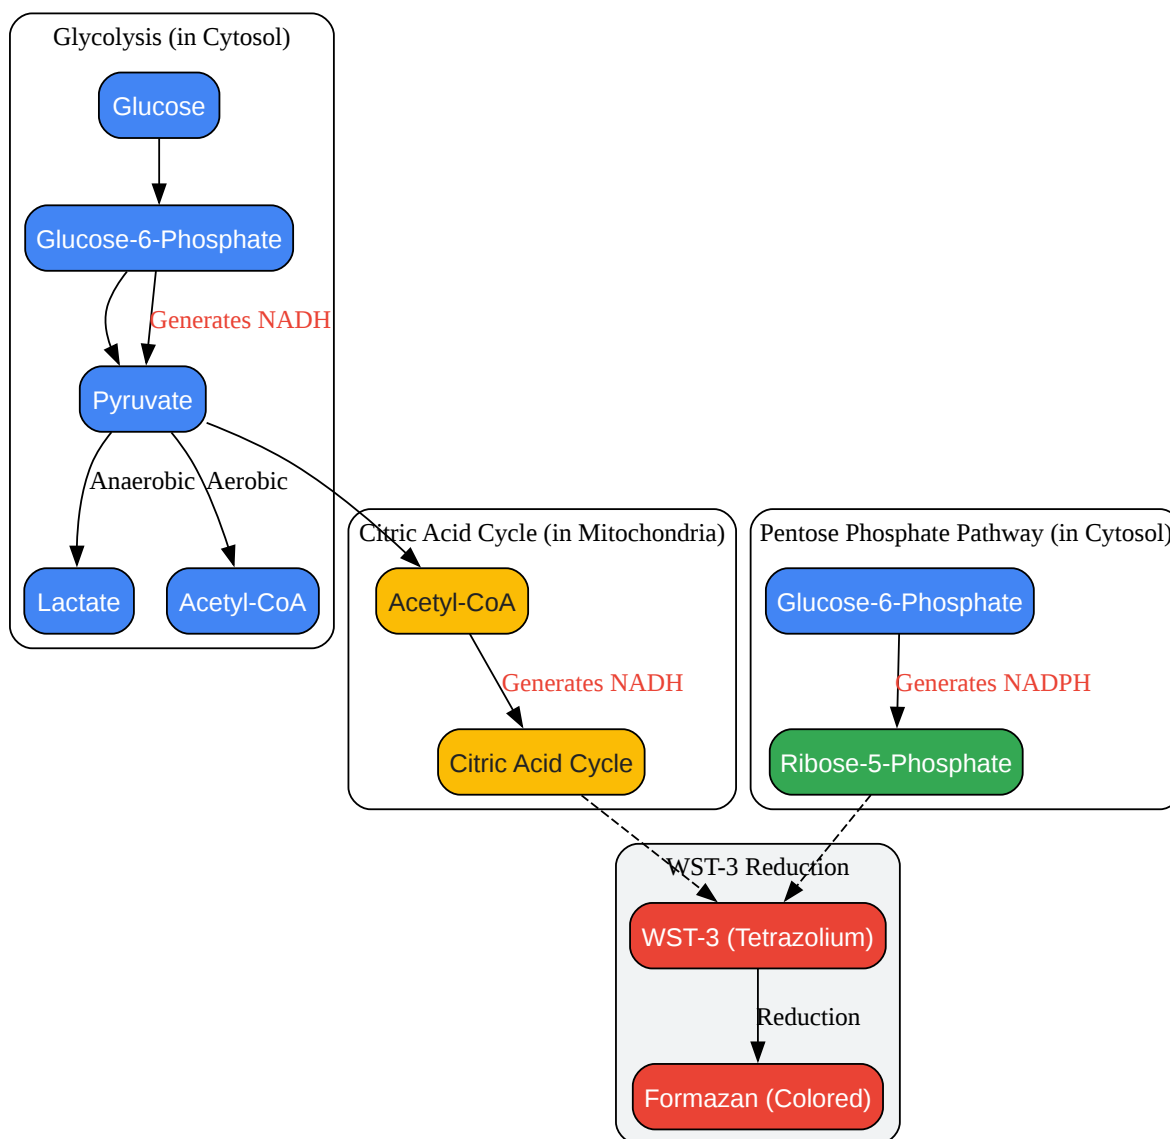 Glycolysis (in Cytosol)
Glucose
Glucose-6-Phosphate
Generates NADH
Pyruvate
Anaerobic
Aerobic
Lactate
Acetyl-CoA
Citric Acid Cycle (in Mitochondria)
Acetyl-CoA
Generates NADH
Citric Acid Cycle
Pentose Phosphate Pathway (in Cytosol)
Glucose-6-Phosphate
Generates NADPH
Ribose-5-Phosphate
WST-3 Reduction
WST-3 (Tetrazolium)
Reduction
Formazan (Colored)